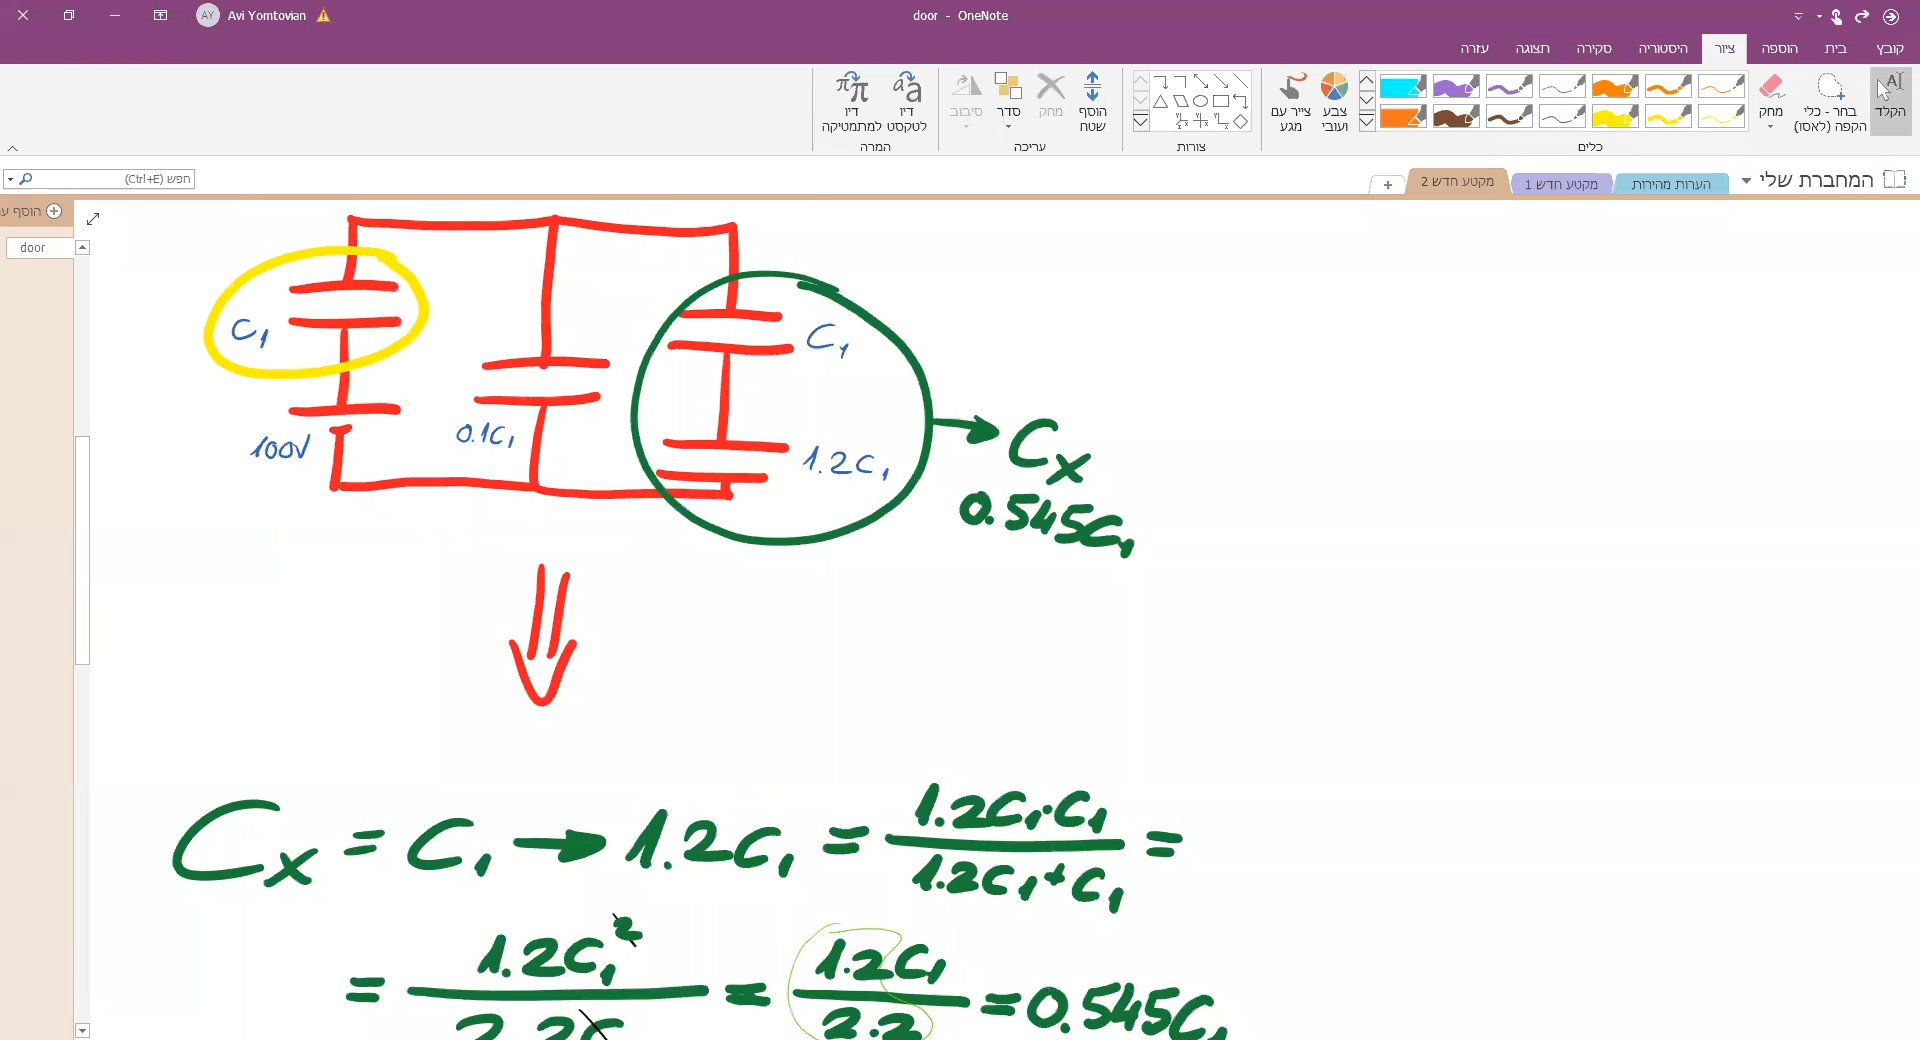 AY Avi Yomtovian
door - OneNote
קובץ בית הוספה ציור היסטוריה סקירה תצוגה עזרה
הקלד
בחר - כלי הקפה (לאסו)
מחק
כלים
צבע ועובי
צייר עם מגע
צורות
הוסף שטח
מחק
סדר
סיבוב
עריכה
דיו לטקסט
דיו למתמטיקה
המרה
המחברת שלי
הערות מהירות
מקטע חדש 1
מקטע חדש 2
+
חפש (Ctrl+E)
הוסף
door
C₁
100V
0.1C₁
C₁
1.2C₁
Cx
0.545C₁
Cx = C₁ → 1.2C₁ = 1.2C₁·C₁ / 1.2C₁+C₁ =
= 1.2C₁² / 2.2C = 1.2C₁ / 2.2 = 0.545C₁